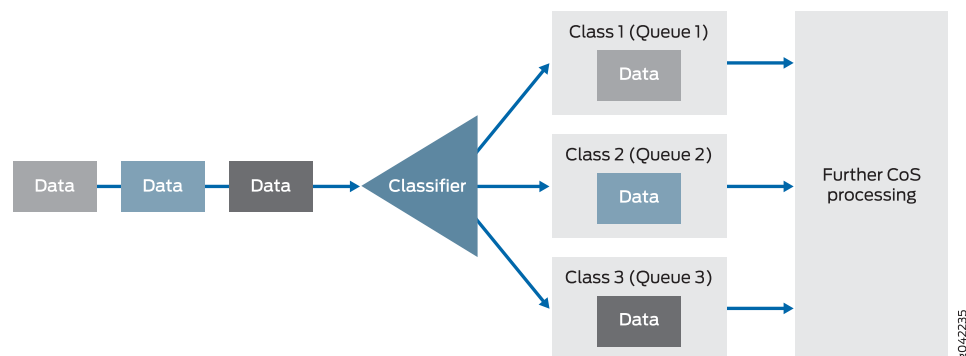 Data
Data
Data
Classifier
Class 1 (Queue 1)
Data
Class 2 (Queue 2)
Data
Class 3 (Queue 3)
Data
Further CoS
processing
e042235